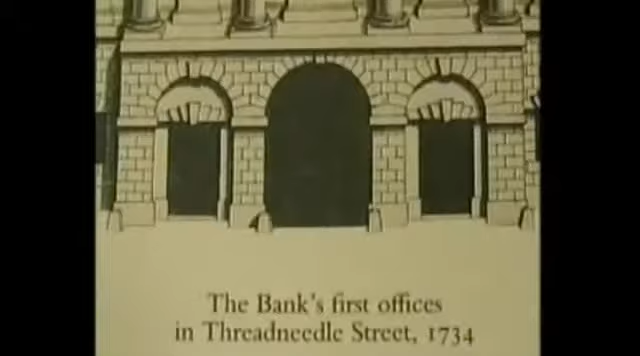 The Bank's first offices
in Threadneedle Street, 1734